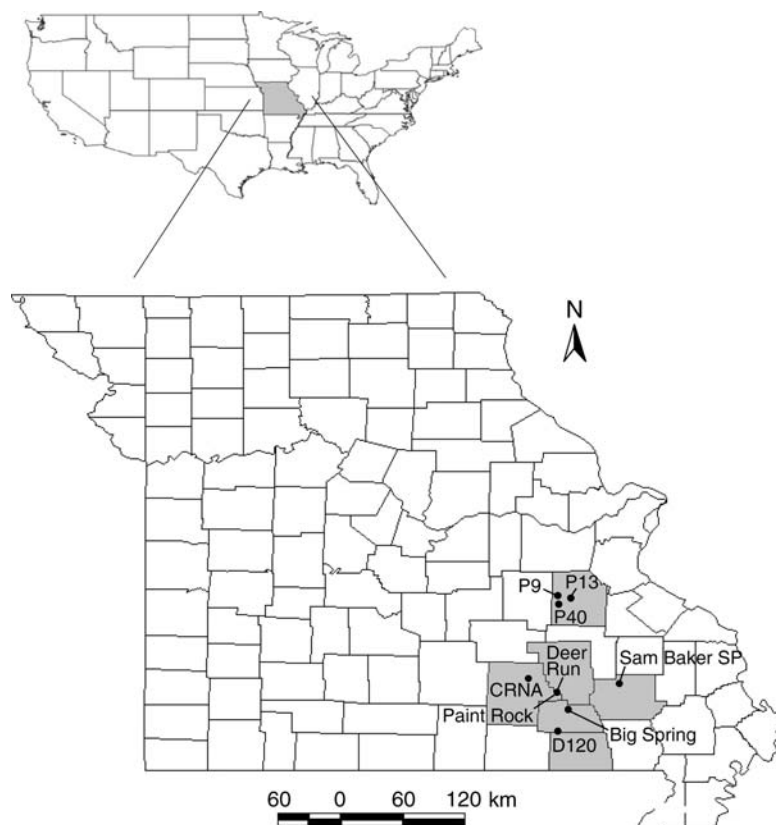 N
P9 P13
P40
Deer
Run
Sam Baker SP
CRNA
Paint Rock
Big Spring
D120
60 0 60 120 km